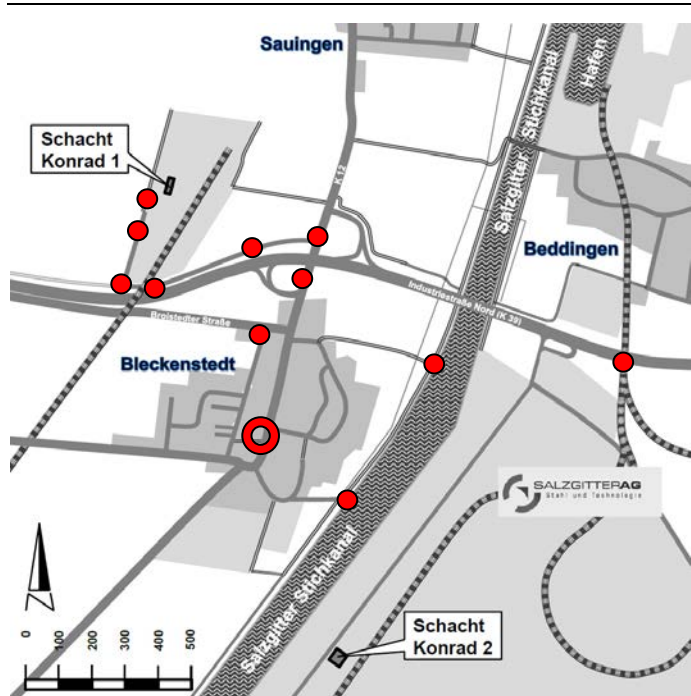 Sauingen
Salzgitter Stichkanal
Hafen
Schacht
Konrad 1
K 12
Beddingen
Industriestraße Nord (K 39)
Broistedter Straße
Bleckenstedt
SALZGITTERAG
Stahl und Technologie
Salzgitter Stichkanal
Schacht
Konrad 2
N
0 100 200 300 400 500